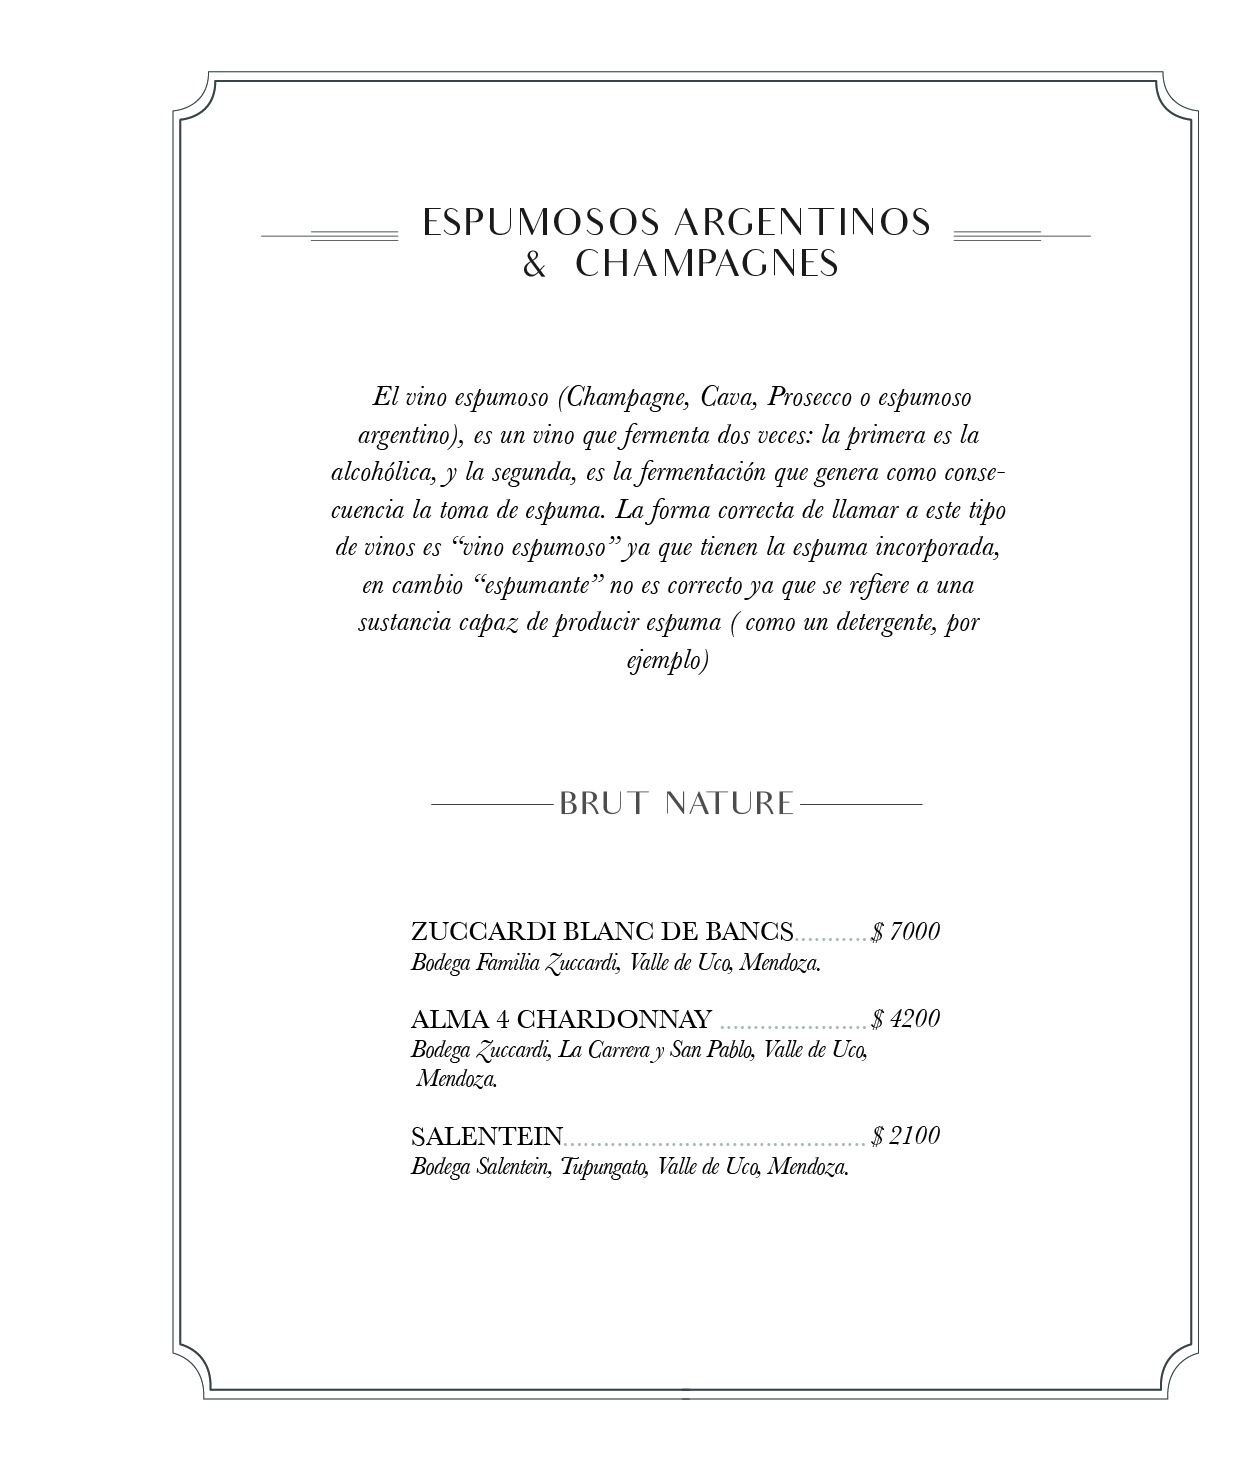 ESPUMOSOS ARGENTINOS
& CHAMPAGNES
El vino espumoso (Champagne, Cava, Prosecco o espumoso
argentino), es un vino que fermenta dos veces: la primera es la
alcohólica, y la segunda, es la fermentación que genera como conse-
cuencia la toma de espuma. La forma correcta de llamar a este tipo
de vinos es “vino espumoso” ya que tienen la espuma incorporada,
en cambio “espumante” no es correcto ya que se refiere a una
sustancia capaz de producir espuma ( como un detergente, por
ejemplo)
BRUT NATURE
ZUCCARDI BLANC DE BANCS............$ 7000
Bodega Familia Zuccardi, Valle de Uco, Mendoza.
ALMA 4 CHARDONNAY ......................$ 4200
Bodega Zuccardi, La Carrera y San Pablo, Valle de Uco,
Mendoza.
SALENTEIN..............................................$ 2100
Bodega Salentein, Tupungato, Valle de Uco, Mendoza.